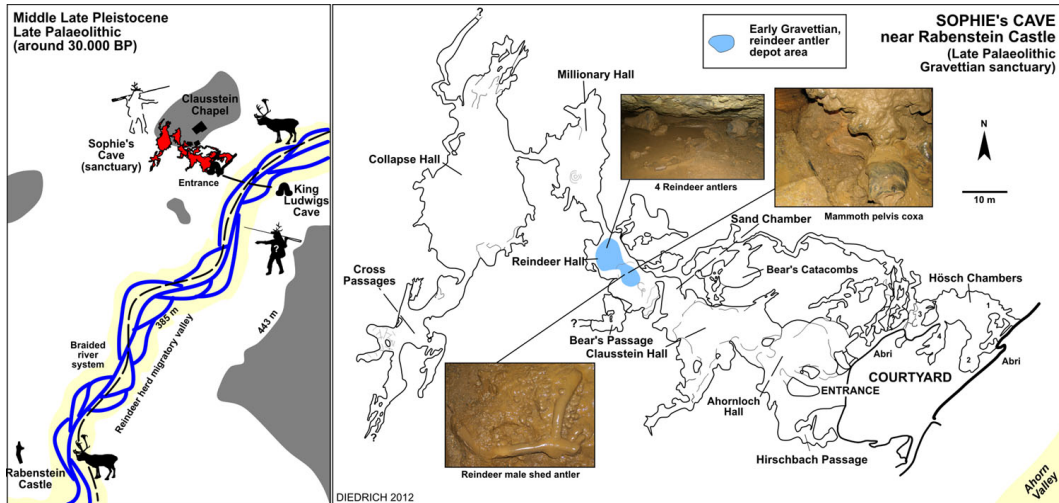 Middle Late Pleistocene
Late Palaeolithic
(around 30.000 BP)
Clausstein
Chapel
Sophie's
Cave
(sanctuary)
Entrance
King
Ludwigs
Cave
?
385 m
443 m
Braided
river
system
Reindeer herd migratory valley
Rabenstein
Castle
Early Gravettian,
reindeer antler
depot area
SOPHIE's CAVE
near Rabenstein Castle
(Late Palaeolithic
Gravettian sanctuary)
N
10 m
?
Millionary Hall
Collapse Hall
4 Reindeer antlers
Mammoth pelvis coxa
Sand Chamber
Reindeer Hall
Bear's Catacombs
Hösch Chambers
Cross
Passages
?
?
Bear's Passage
Clausstein Hall
1
3
4
2
Abri
Abri
COURTYARD
ENTRANCE
Ahornloch
Hall
?
Hirschbach Passage
Reindeer male shed antler
DIEDRICH 2012
Ahorn
Valley